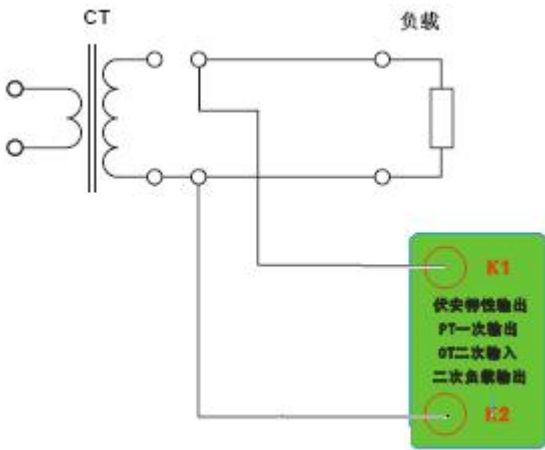 CT
负载
K1
伏安特性输出
PT一次输出
CT二次输入
二次负载输出
K2